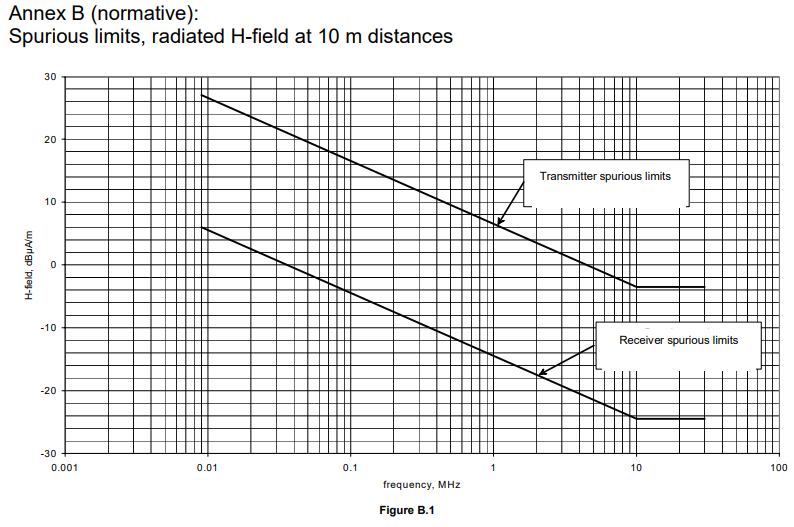 Annex B (normative):
Spurious limits, radiated H-field at 10 m distances
30
20
10
0
-10
-20
-30
H-field, dBµA/m
Transmitter spurious limits
Receiver spurious limits
0.001
0.01
0.1
1
10
100
frequency, MHz
Figure B.1